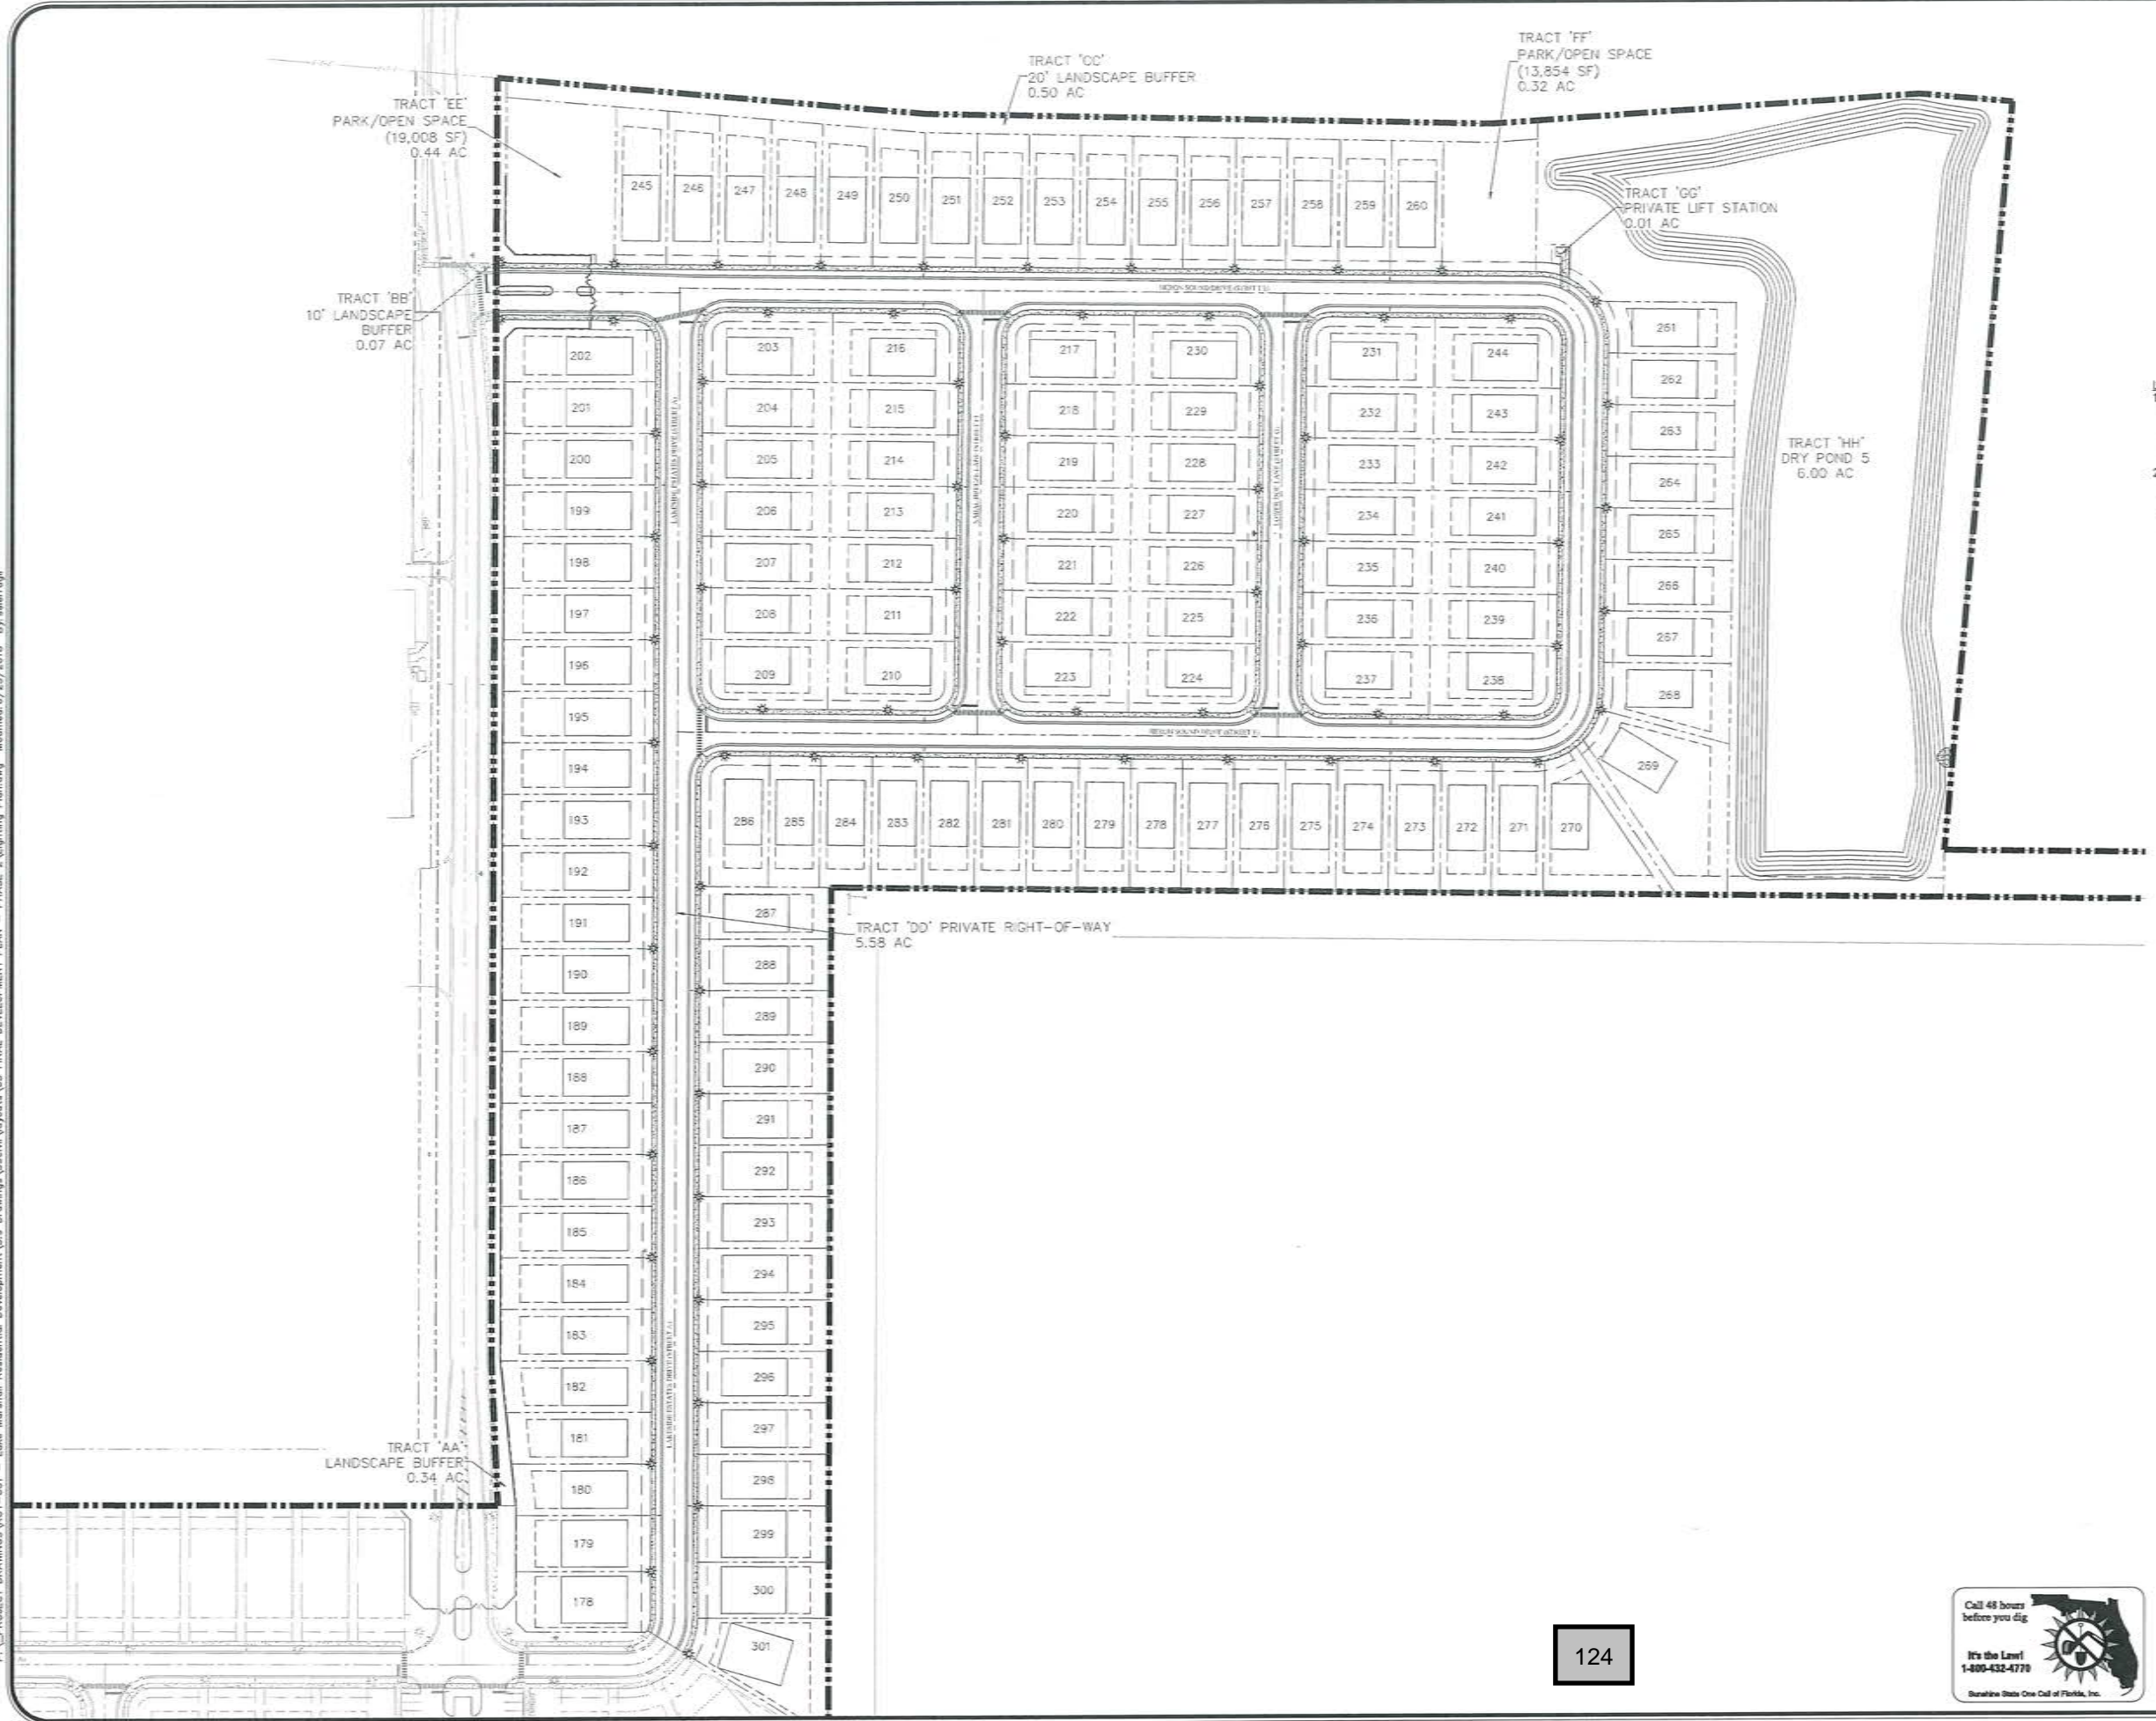 TRACT 'EE'
PARK/OPEN SPACE
(19,008 SF)
0.44 AC
TRACT 'CC'
20' LANDSCAPE BUFFER
0.50 AC
TRACT 'FF'
PARK/OPEN SPACE
(13,854 SF)
0.32 AC
TRACT 'GG'
PRIVATE LIFT STATION
0.01 AC
TRACT 'BB'
10' LANDSCAPE
BUFFER
0.07 AC
245 246 247 248 249 250 251 252 253 254 255 256 257 258 259 260
202 203 216 217 230 231 244 261
262
201 204 215 218 229 232 243
263
200 205 214 219 228 233 242
264
199 206 213 220 227 234 241
265
198 207 212 221 226 235 240
266
197 208 211 222 225 236 239
267
196 209 210 223 224 237 238
268
TRACT 'HH'
DRY POND 5
6.00 AC
195
194
269
193
286 285 284 283 282 281 280 279 278 277 276 275 274 273 272 271 270
192
191 287
TRACT 'DD' PRIVATE RIGHT-OF-WAY
5.58 AC
190 288
189 289
188 290
187 291
186 292
185 293
184 294
183 295
182 296
181 297
TRACT 'AA'
LANDSCAPE BUFFER
0.34 AC
180 298
179 299
178 300
301
LAKESIDE ESTATES DRIVE (STREET A)
124
Call 48 hours
before you dig
It's the Law!
1-800-432-4770
Sunshine State One Call of Florida, Inc.